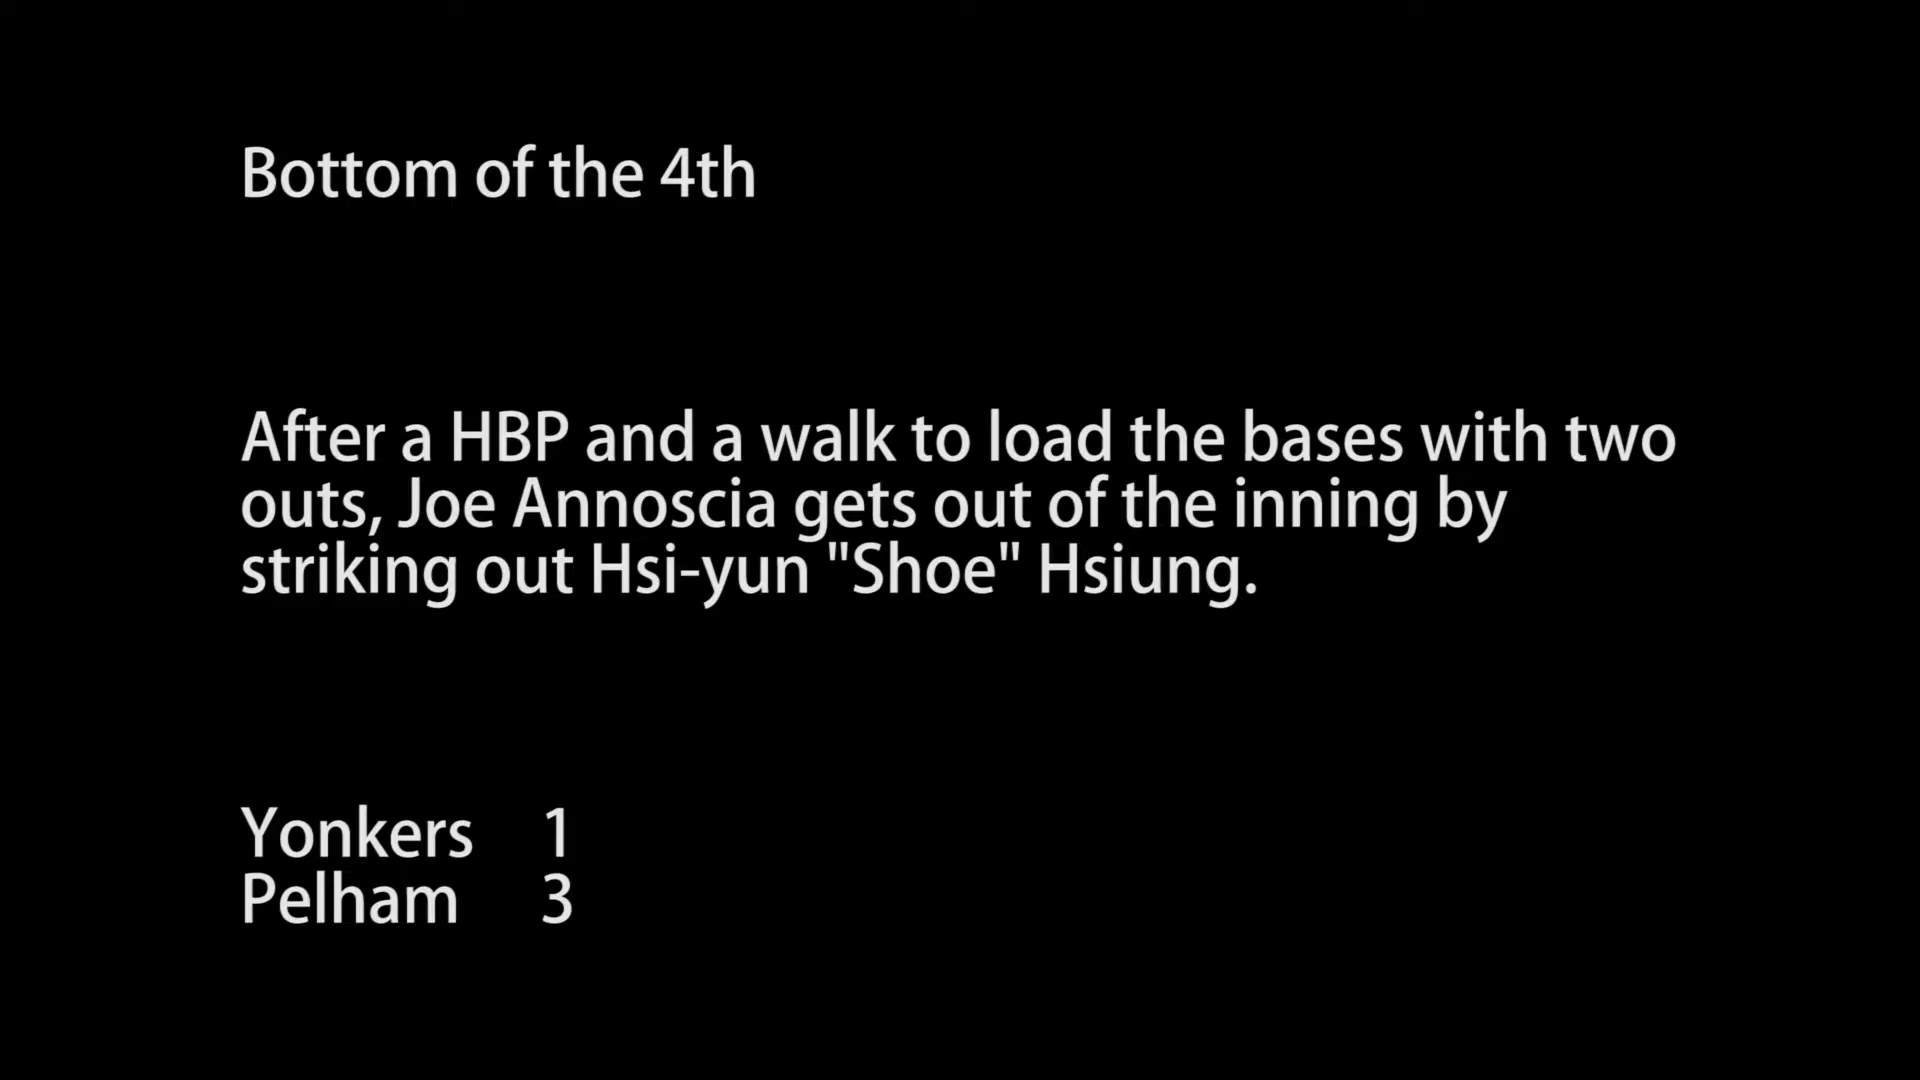 Bottom of the 4th
After a HBP and a walk to load the bases with two
outs, Joe Annoscia gets out of the inning by
striking out Hsi-yun "Shoe" Hsiung.
Yonkers 1
Pelham 3